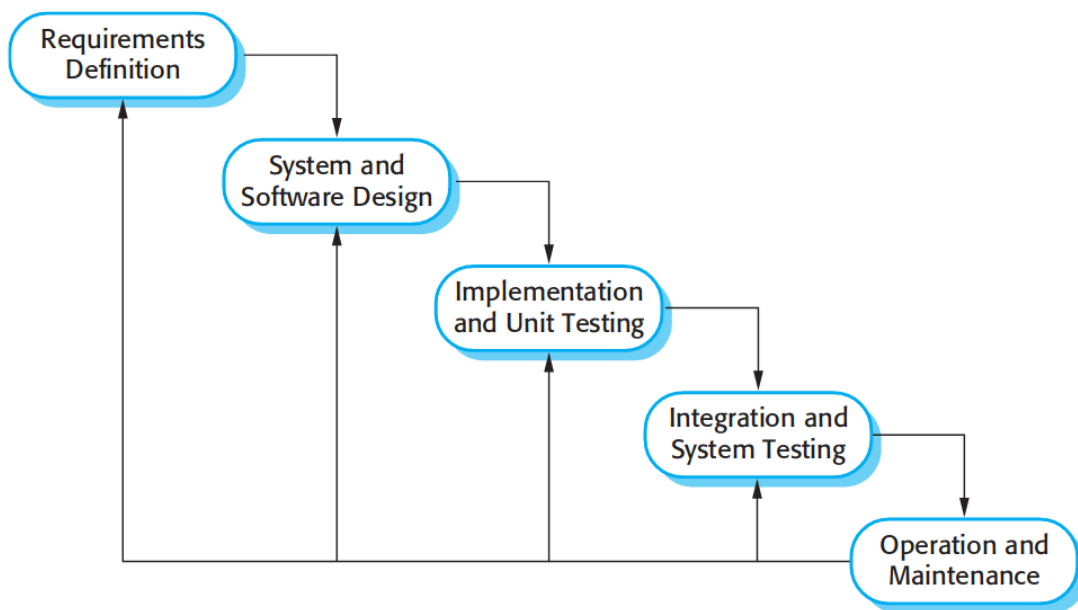 Requirements
Definition
System and
Software Design
Implementation
and Unit Testing
Integration and
System Testing
Operation and
Maintenance